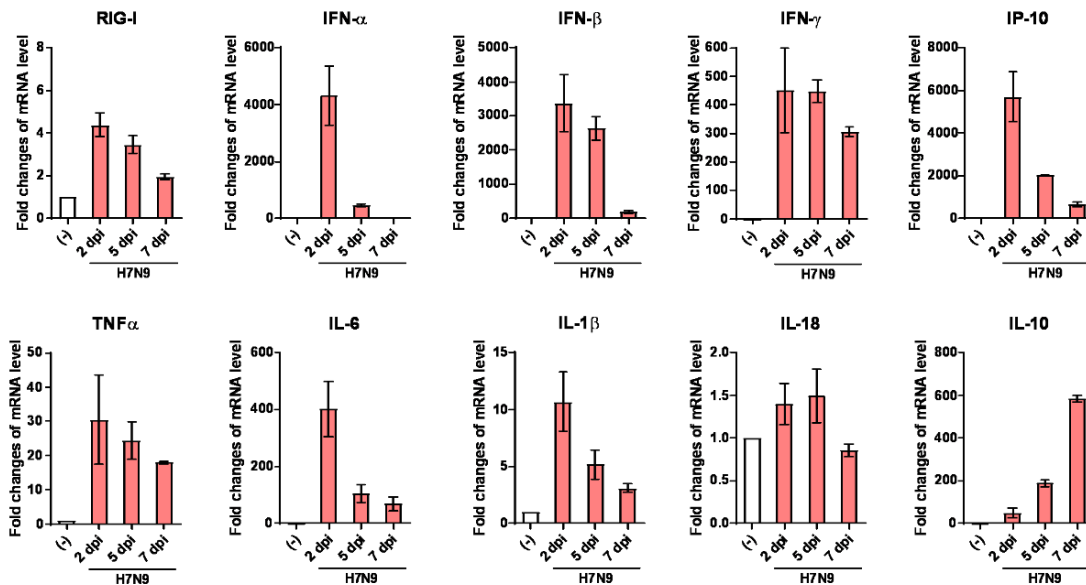 RIG-I
Fold changes of mRNA level
8
6
4
2
0
(-)
2 dpi
5 dpi
7 dpi
H7N9
IFN-α
Fold changes of mRNA level
6000
4000
2000
0
(-)
2 dpi
5 dpi
7 dpi
H7N9
IFN-β
Fold changes of mRNA level
5000
4000
3000
2000
1000
0
(-)
2 dpi
5 dpi
7 dpi
H7N9
IFN-γ
Fold changes of mRNA level
600
500
400
300
200
100
0
(-)
2 dpi
5 dpi
7 dpi
H7N9
IP-10
Fold changes of mRNA level
8000
6000
4000
2000
0
(-)
2 dpi
5 dpi
7 dpi
H7N9
TNFα
Fold changes of mRNA level
50
40
30
20
10
0
(-)
2 dpi
5 dpi
7 dpi
H7N9
IL-6
Fold changes of mRNA level
600
400
200
0
(-)
2 dpi
5 dpi
7 dpi
H7N9
IL-1β
Fold changes of mRNA level
15
10
5
0
(-)
2 dpi
5 dpi
7 dpi
H7N9
IL-18
Fold changes of mRNA level
2.0
1.5
1.0
0.5
0.0
(-)
2 dpi
5 dpi
7 dpi
H7N9
IL-10
Fold changes of mRNA level
800
600
400
200
0
(-)
2 dpi
5 dpi
7 dpi
H7N9